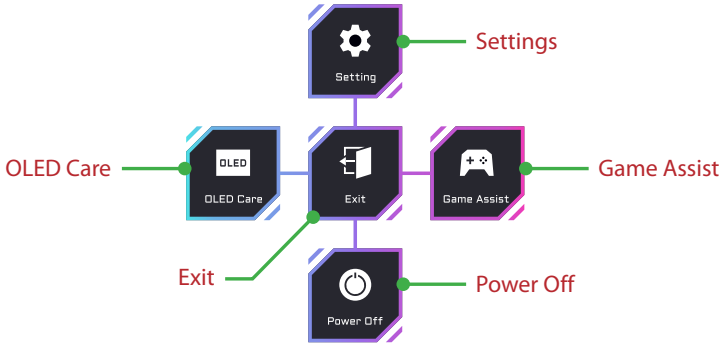 Setting
Settings
OLED Care
OLED
OLED Care
Exit
Game Assist
Game Assist
Exit
Power Off
Power Off